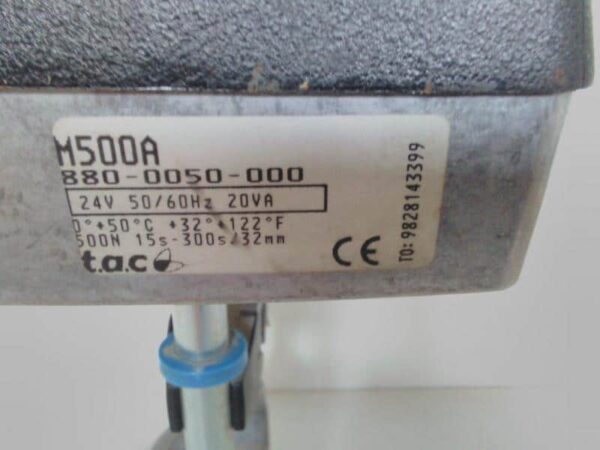 M500A
880-0050-000
24V 50/60Hz 20VA
0°+50°C +32°+122°F
500N 15s-300s/32mm
t.a.c
CE
TO: 9828143399